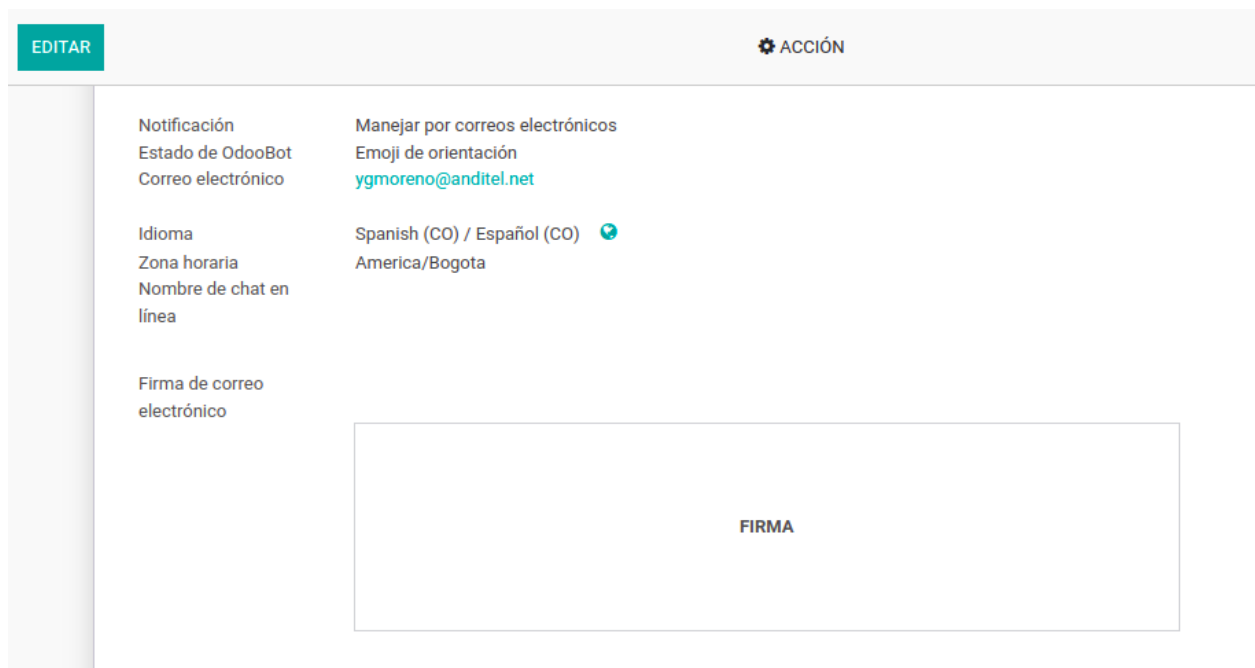 EDITAR
ACCIÓN
Notificación Manejar por correos electrónicos
Estado de OdooBot Emoji de orientación
Correo electrónico ygmoreno@anditel.net
Idioma Spanish (CO) / Español (CO)
Zona horaria America/Bogota
Nombre de chat en
línea
Firma de correo
electrónico
FIRMA